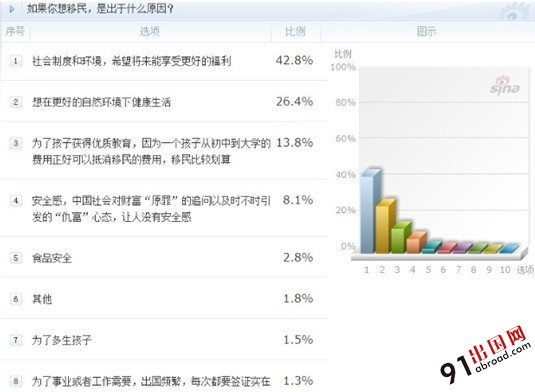 如果你想移民，是出于什么原因？
序号 选项 比例 图示
1 社会制度和环境，希望将来能享受更好的福利 42.8%
2 想在更好的自然环境下健康生活 26.4%
3 为了孩子获得优质教育，因为一个孩子从初中到大学的 13.8%
费用正好可以抵消移民的费用，移民比较划算
4 安全感，中国社会对财富“原罪”的追问以及时不时引 8.1%
发的“仇富”心态，让人没有安全感
5 食品安全 2.8%
6 其他 1.8%
7 为了多生孩子 1.5%
8 为了事业或者工作需要，出国频繁，每次都要签证实在 1.3%
比例
100%
80%
60%
40%
20%
0%
1 2 3 4 5 6 7 8 9 10 选项
sina
91出国网
abroad.com